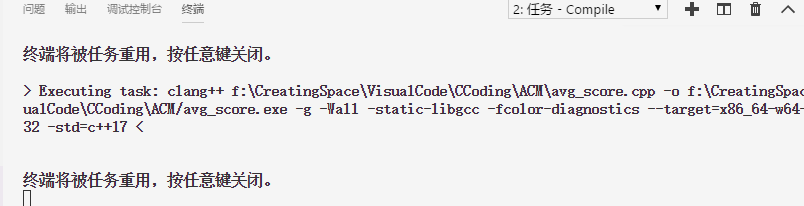 问题 输出 调试控制台 终端 2: 任务 - Compile
终端将被任务重用，按任意键关闭。
> Executing task: clang++ f:\CreatingSpace\VisualCode\CCoding\ACM\avg_score.cpp -o f:\CreatingSpac
ualCode\CCoding\ACM/avg_score.exe -g -Wall -static-libgcc -fcolor-diagnostics --target=x86_64-w64-
32 -std=c++17 <
终端将被任务重用，按任意键关闭。